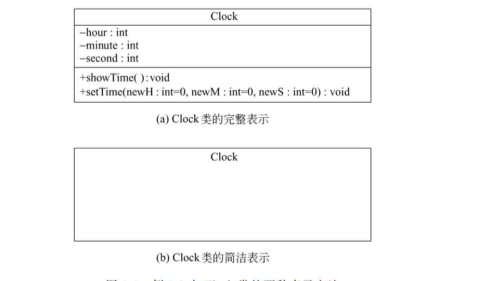 Clock
−hour : int
−minute : int
−second : int
+showTime( ):void
+setTime(newH : int=0, newM : int=0, newS : int=0) : void
(a) Clock 类的完整表示
Clock
(b) Clock 类的简洁表示